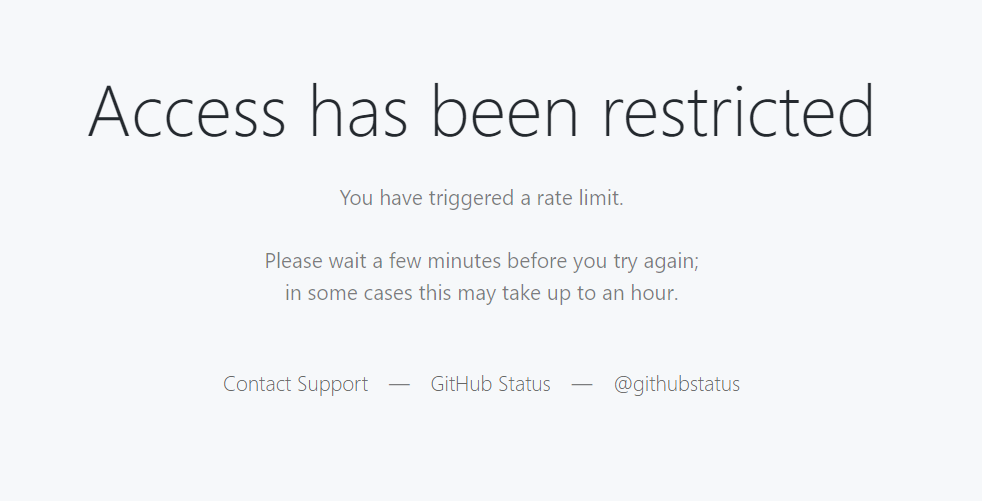 Access has been restricted
You have triggered a rate limit.
Please wait a few minutes before you try again;
in some cases this may take up to an hour.
Contact Support — GitHub Status — @githubstatus